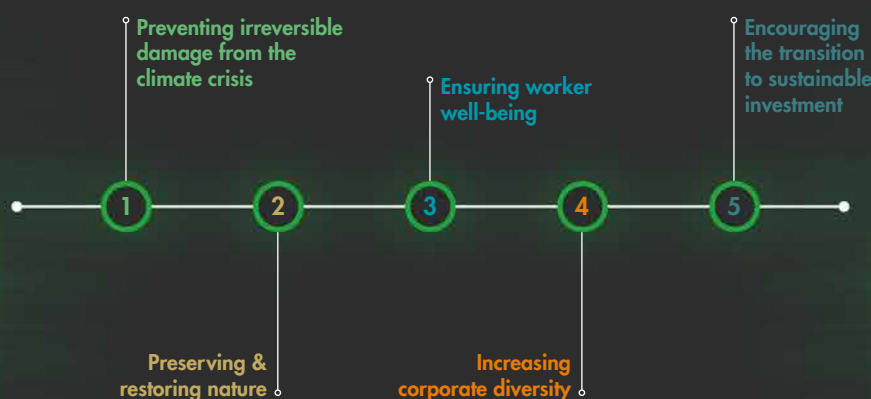 Preventing irreversible
damage from the
climate crisis
Encouraging
the transition
to sustainable
investment
Ensuring worker
well-being
1
2
3
4
5
Preserving &
restoring nature
Increasing
corporate diversity